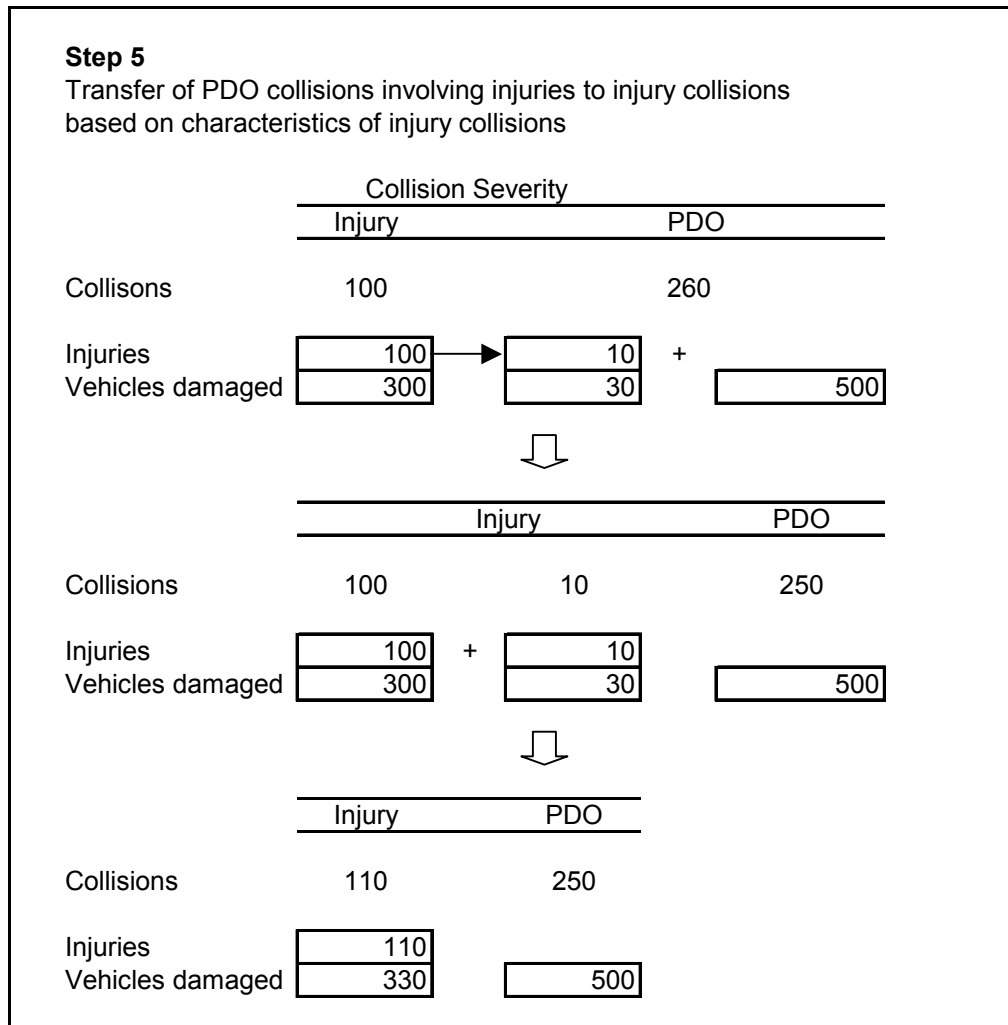 Step 5
Transfer of PDO collisions involving injuries to injury collisions
based on characteristics of injury collisions
Collision Severity
Injury PDO
Collisons 100 260
Injuries 100 10 +
Vehicles damaged 300 30 500
Injury PDO
Collisions 100 10 250
Injuries 100 + 10
Vehicles damaged 300 30 500
Injury PDO
Collisions 110 250
Injuries 110
Vehicles damaged 330 500